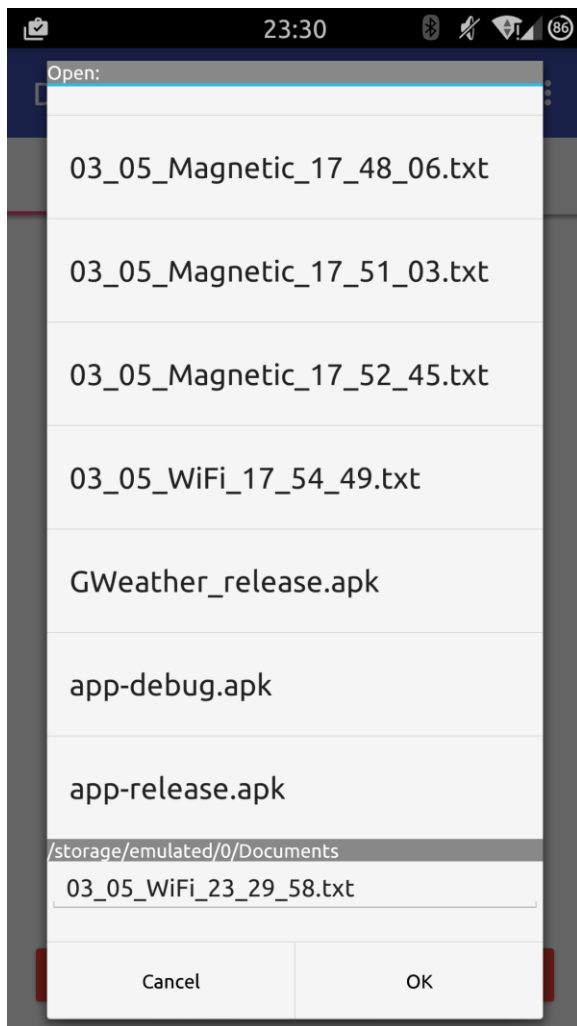 23:30
86
Open:
D
03_05_Magnetic_17_48_06.txt
03_05_Magnetic_17_51_03.txt
03_05_Magnetic_17_52_45.txt
03_05_WiFi_17_54_49.txt
GWeather_release.apk
app-debug.apk
app-release.apk
/storage/emulated/0/Documents
03_05_WiFi_23_29_58.txt
Cancel
OK